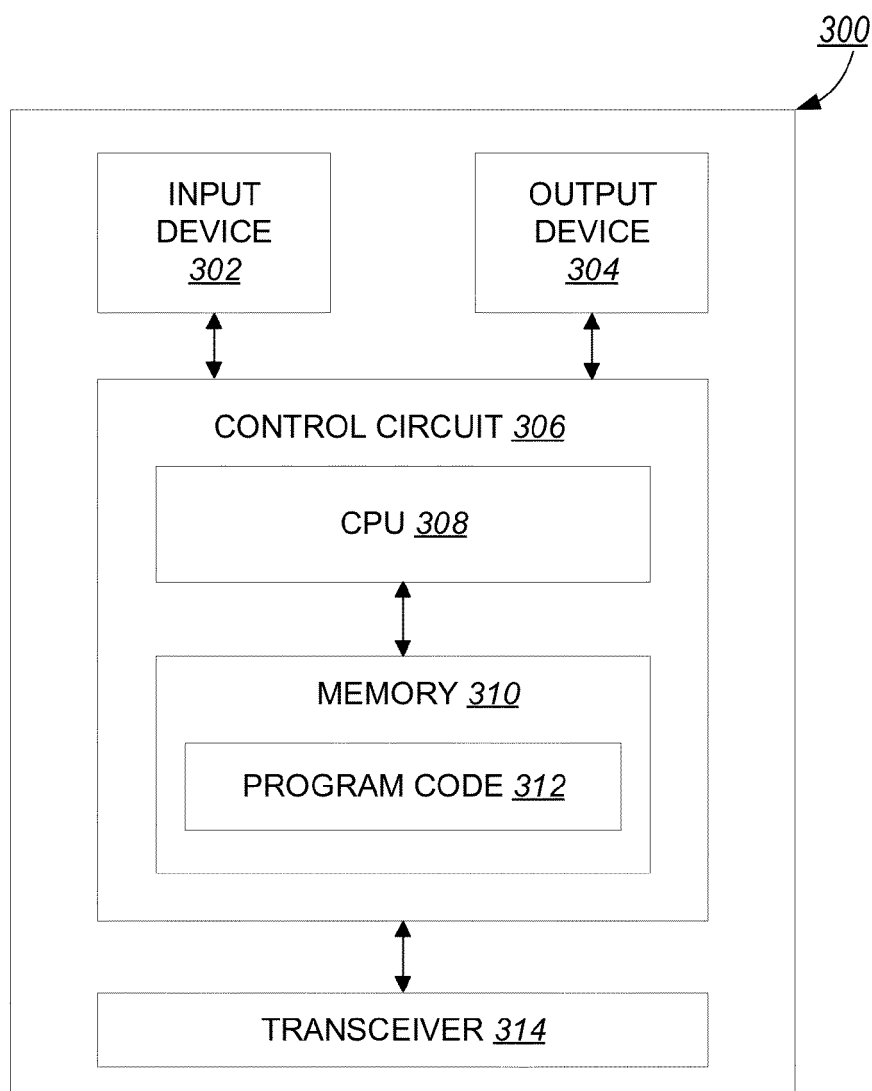 300
INPUT
DEVICE
302
OUTPUT
DEVICE
304
CONTROL CIRCUIT 306
CPU 308
MEMORY 310
PROGRAM CODE 312
TRANSCEIVER 314